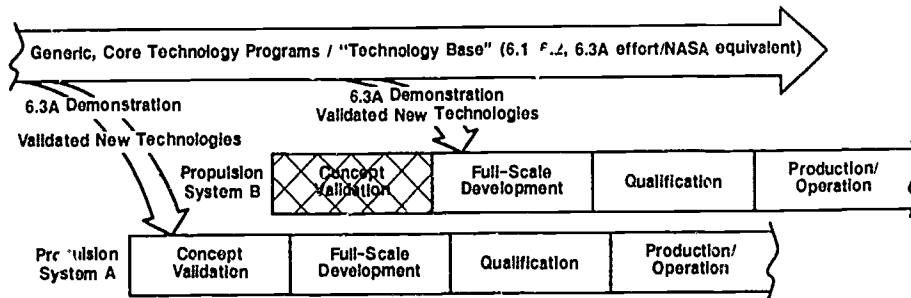 Generic, Core Technology Programs / "Technology Base" (6.1 6.2, 6.3A effort/NASA equivalent)
6.3A Demonstration
Validated New Technologies
6.3A Demonstration
Validated New Technologies
Propulsion
System B
Concept
Validation
Full-Scale
Development
Qualification
Production/
Operation
Propulsion
System A
Concept
Validation
Full-Scale
Development
Qualification
Production/
Operation